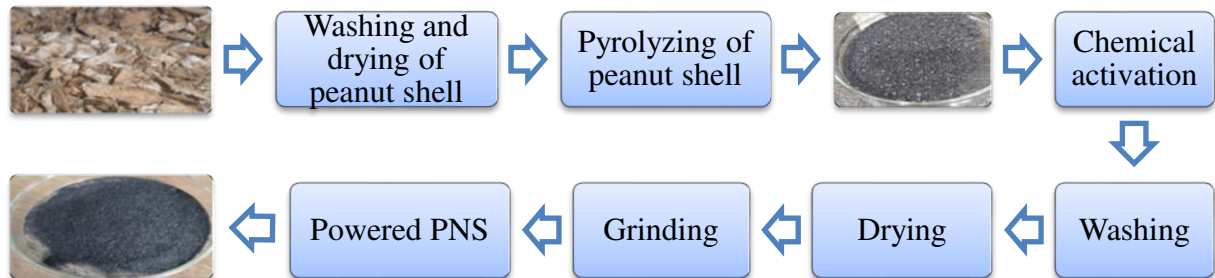 Washing and
drying of
peanut shell
Pyrolyzing of
peanut shell
Chemical
activation
Washing
Drying
Grinding
Powered PNS